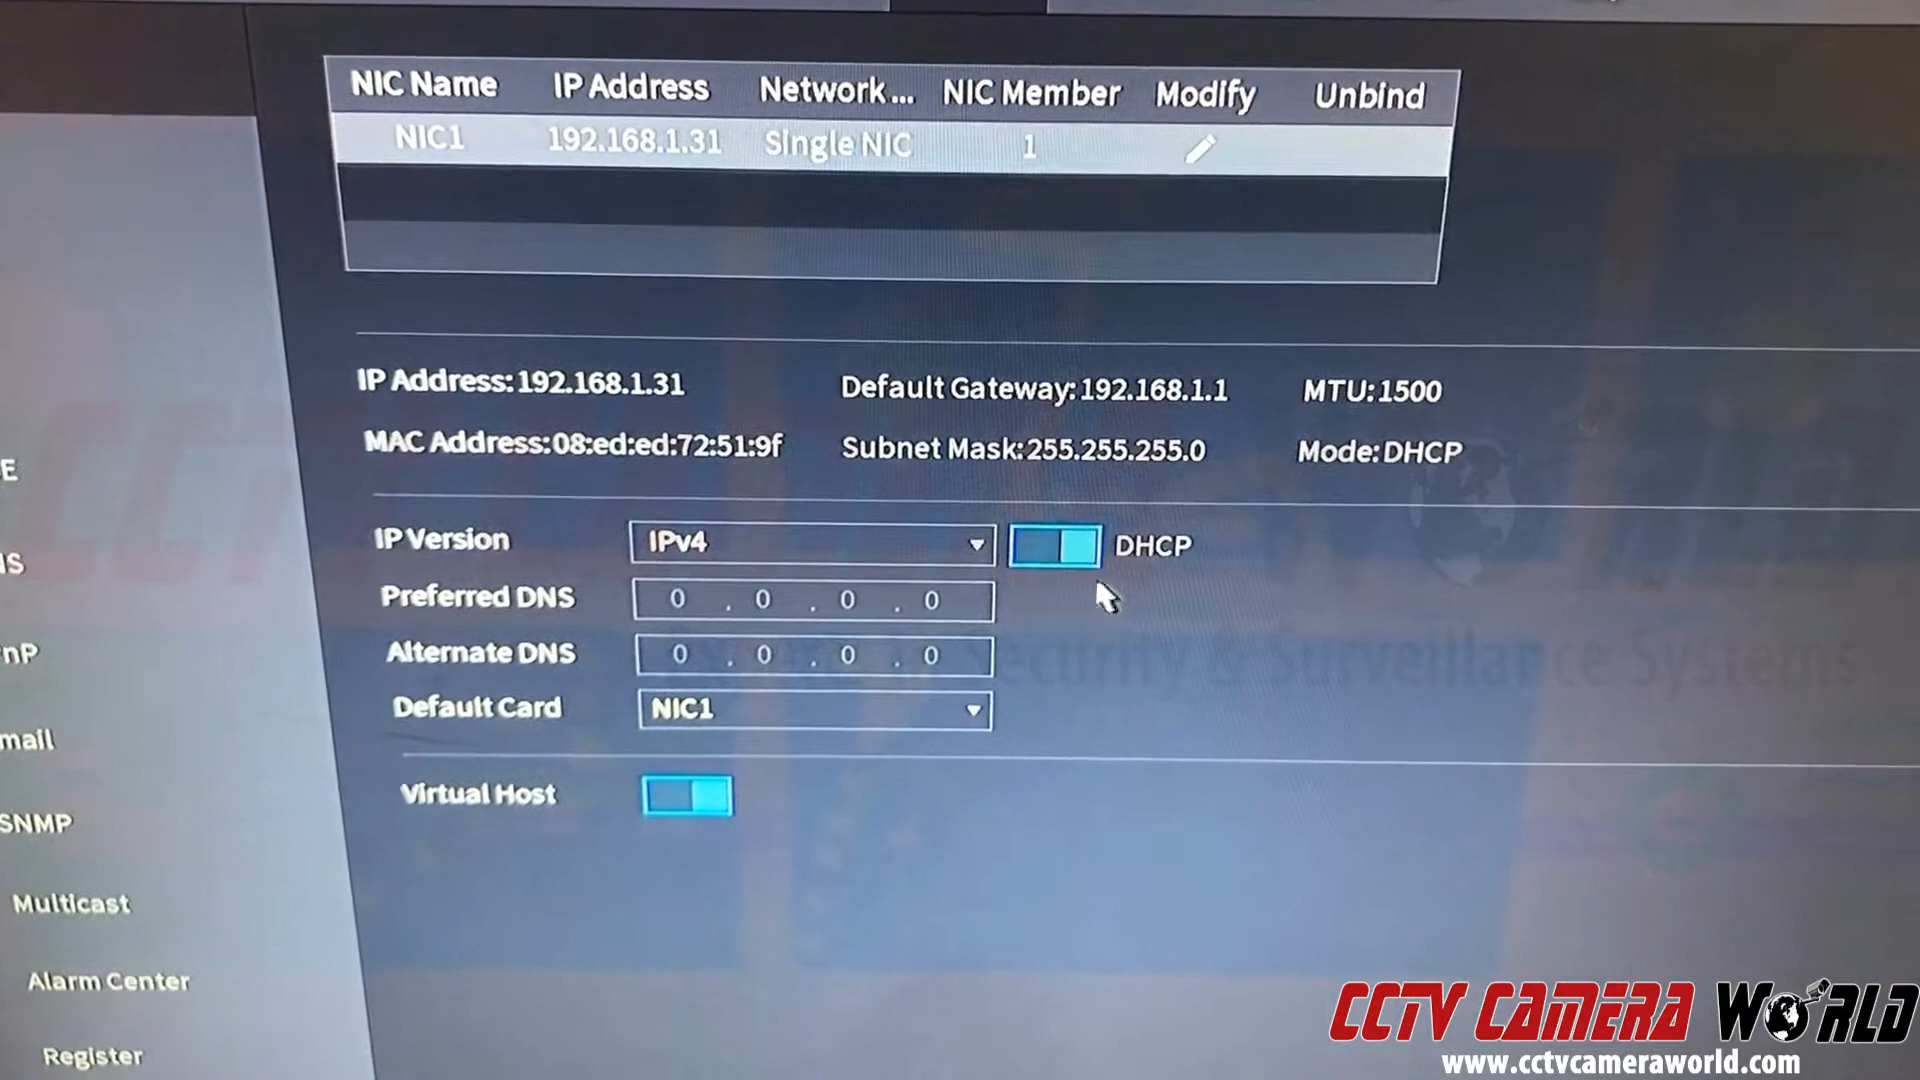 NIC Name IP Address Network... NIC Member Modify Unbind
NIC1 192.168.1.31 Single NIC 1
IP Address:192.168.1.31 Default Gateway:192.168.1.1 MTU:1500
MAC Address:08:ed:ed:72:51:9f Subnet Mask:255.255.255.0 Mode:DHCP
IP Version IPv4 DHCP
Preferred DNS 0 . 0 . 0 . 0
Alternate DNS 0 . 0 . 0 . 0
Default Card NIC1
Virtual Host
E
nP
mail
SNMP
Multicast
Alarm Center
Register
Security & Surveillance Systems
CCTV CAMERA WORLD
www.cctvcameraworld.com